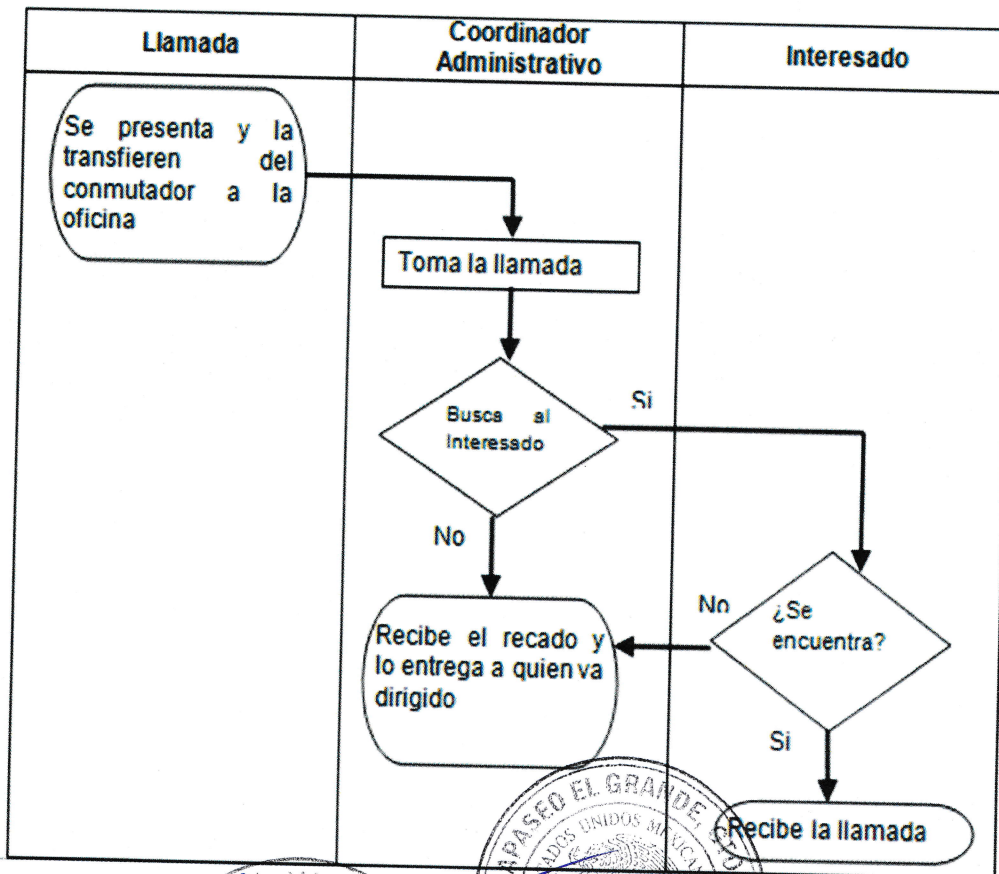 Llamada
Coordinador
Administrativo
Interesado
Se presenta y la
transfieren del
conmutador a la
oficina
Toma la llamada
Busca al
Interesado
Si
No
Recibe el recado y
lo entrega a quien va
dirigido
No
¿Se
encuentra?
Si
Recibe la llamada
APASEO EL GRANDE, GTO
UNIDOS